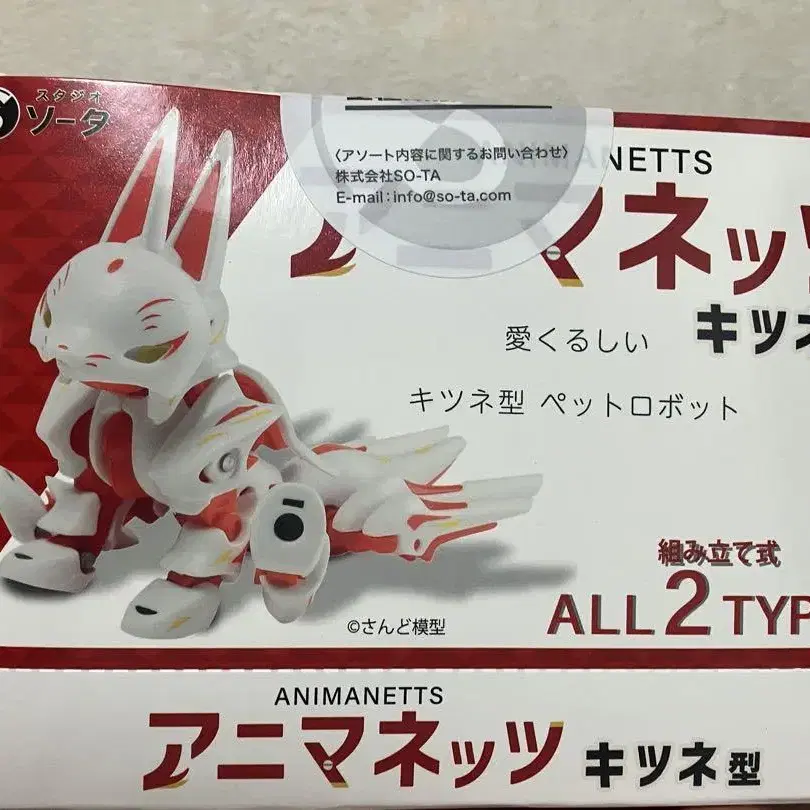 スタジオ
ソータ
〈アソート内容に関するお問い合わせ〉
株式会社SO-TA
E-mail：info@so-ta.com
NETTS
マネッツ
キツネ
愛くるしい
キツネ型 ペットロボット
組み立て式
ALL 2 TYP
©さんど模型
ANIMANETTS
アニマネッツ キツネ型